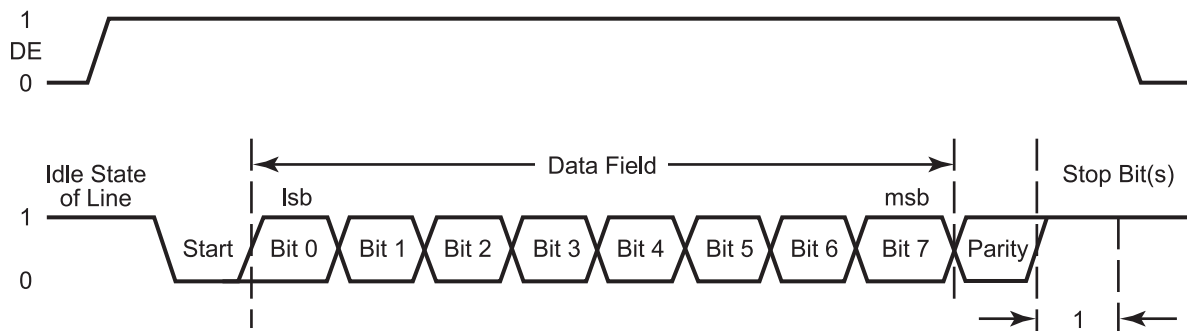 1
DE
0
Data Field
Idle State
of Line
Stop Bit(s)
lsb
msb
1
Start
Bit 0
Bit 1
Bit 2
Bit 3
Bit 4
Bit 5
Bit 6
Bit 7
Parity
0
1